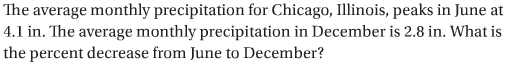 The average monthly precipitation for Chicago, Illinois, peaks in June at
4.1 in. The average monthly precipitation in December is 2.8 in. What is
the percent decrease from June to December?